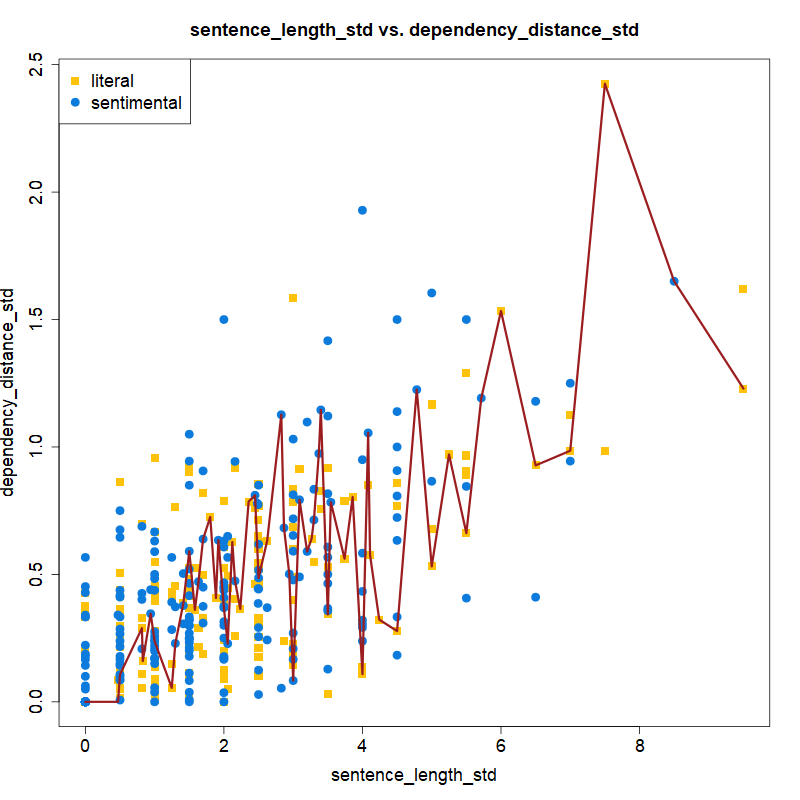 sentence_length_std vs. dependency_distance_std
literal
sentimental
dependency_distance_std
2.5
2.0
1.5
1.0
0.5
0.0
0 2 4 6 8
sentence_length_std